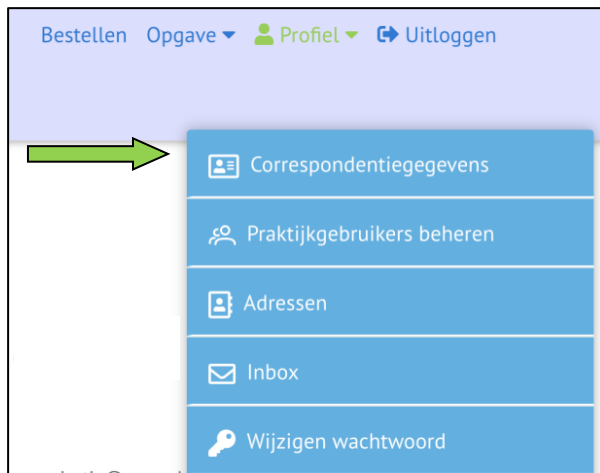 Bestellen Opgave Profiel Uitloggen
Correspondentiegegevens
Praktijkgebruikers beheren
Adressen
Inbox
Wijzigen wachtwoord